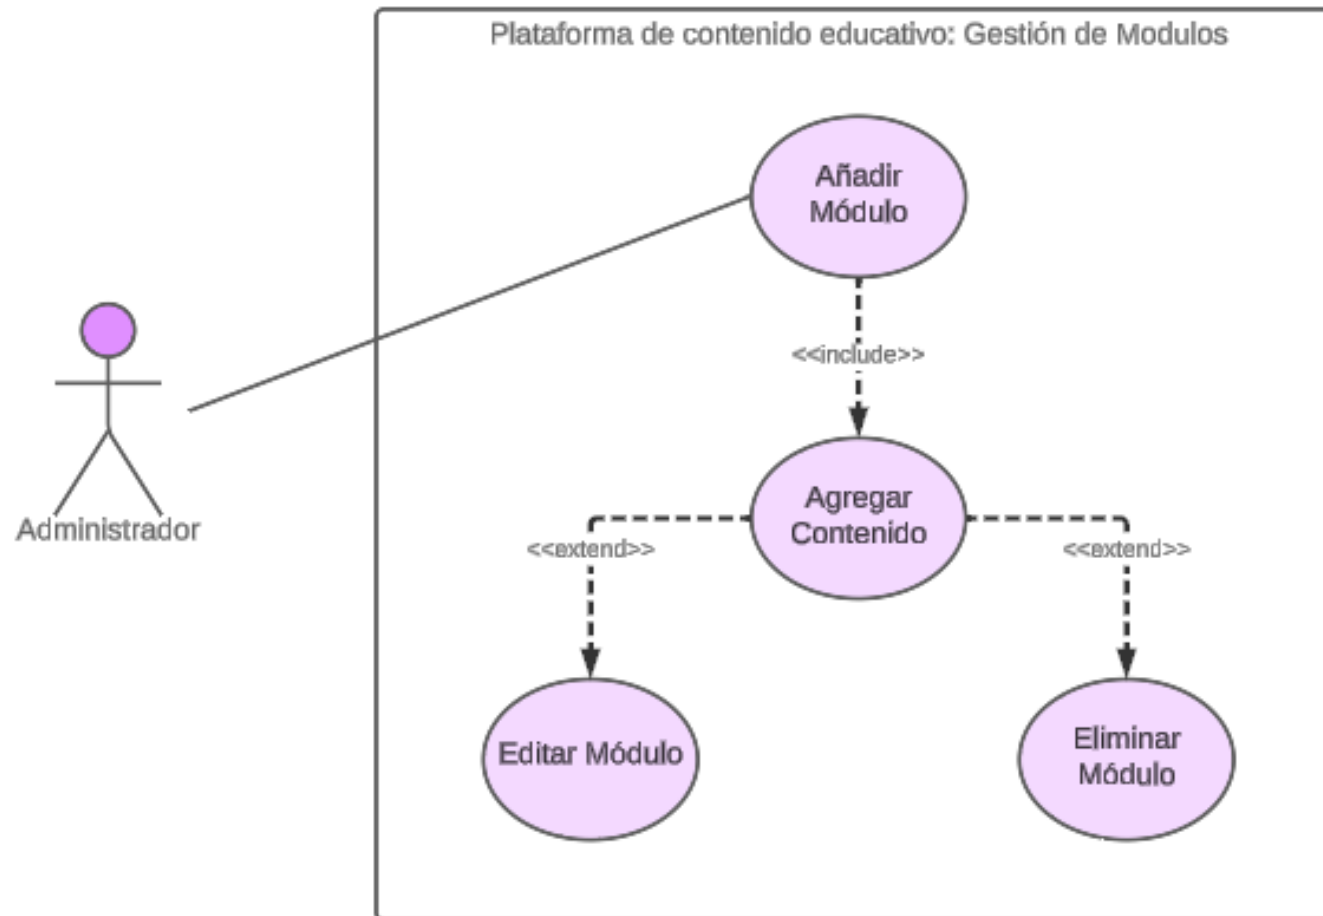 Plataforma de contenido educativo: Gestión de Modulos
Añadir
Módulo
<<include>>
Administrador
Agregar
Contenido
<<extend>>
<<extend>>
Editar Módulo
Eliminar
Módulo